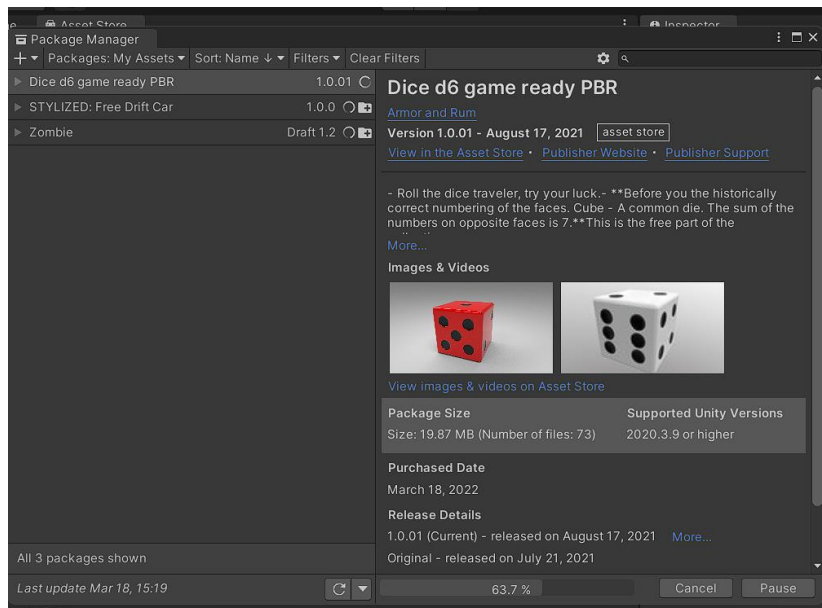 Asset Store
Inspector
Package Manager
Packages: My Assets Sort: Name ↓ Filters Clear Filters
Dice d6 game ready PBR 1.0.01
STYLIZED: Free Drift Car 1.0.0
Zombie Draft 1.2
All 3 packages shown
Last update Mar 18, 15:19
Dice d6 game ready PBR
Armor and Rum
Version 1.0.01 - August 17, 2021 asset store
View in the Asset Store • Publisher Website • Publisher Support
- Roll the dice traveler, try your luck.- **Before you the historically
correct numbering of the faces. Cube - A common die. The sum of the
numbers on opposite faces is 7.**This is the free part of the
More...
Images & Videos
View images & videos on Asset Store
Package Size Supported Unity Versions
Size: 19.87 MB (Number of files: 73) 2020.3.9 or higher
Purchased Date
March 18, 2022
Release Details
1.0.01 (Current) - released on August 17, 2021 More...
Original - released on July 21, 2021
63.7 % Cancel Pause